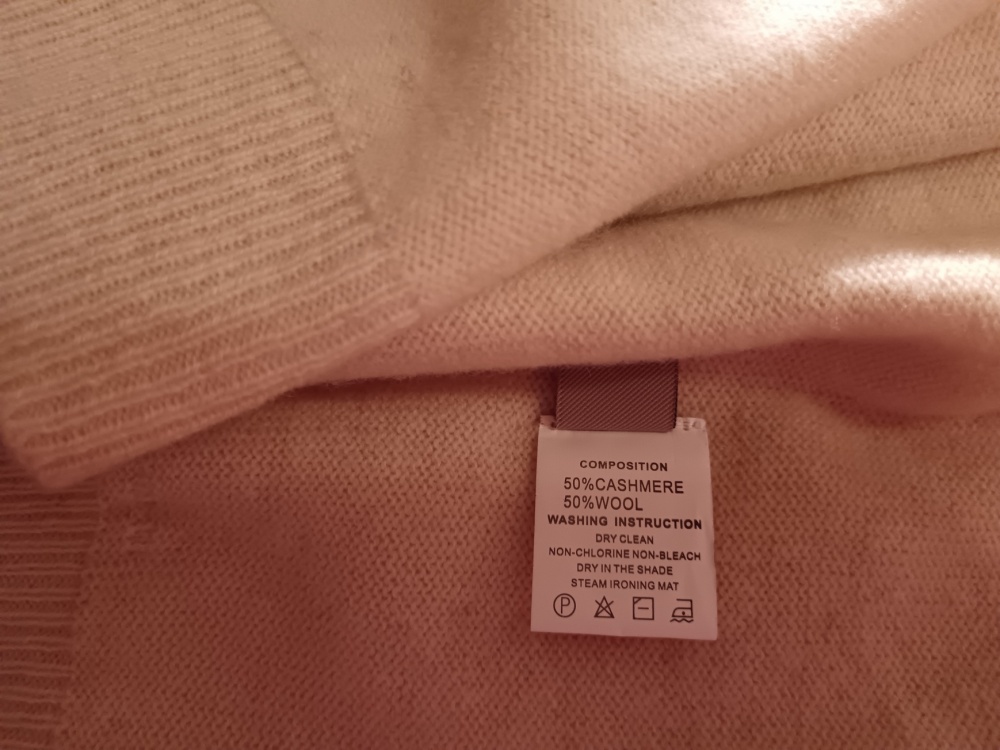 COMPOSITION
50%CASHMERE
50%WOOL
WASHING INSTRUCTION
DRY CLEAN
NON-CHLORINE NON-BLEACH
DRY IN THE SHADE
STEAM IRONING MAT
P